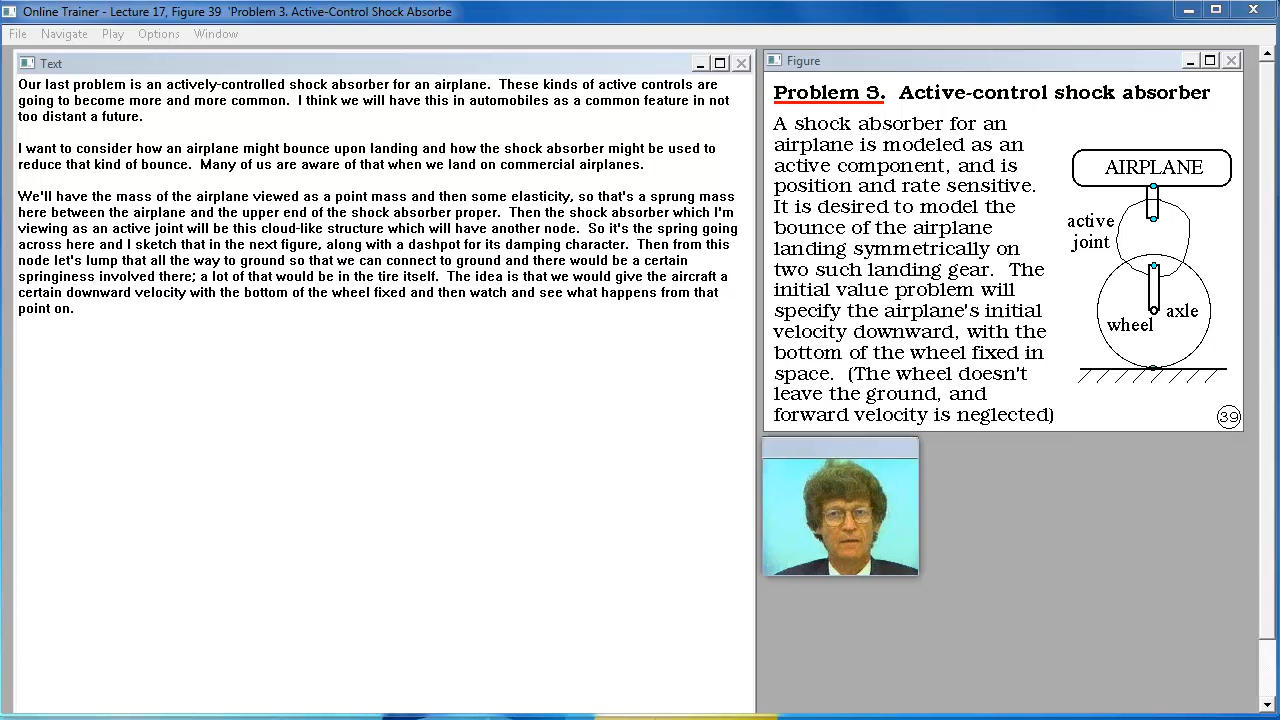 Online Trainer - Lecture 17, Figure 39 'Problem 3. Active-Control Shock Absorbe
File Navigate Play Options Window
Text
Our last problem is an actively-controlled shock absorber for an airplane. These kinds of active controls are
going to become more and more common. I think we will have this in automobiles as a common feature in not
too distant a future.
I want to consider how an airplane might bounce upon landing and how the shock absorber might be used to
reduce that kind of bounce. Many of us are aware of that when we land on commercial airplanes.
We'll have the mass of the airplane viewed as a point mass and then some elasticity, so that's a sprung mass
here between the airplane and the upper end of the shock absorber proper. Then the shock absorber which I'm
viewing as an active joint will be this cloud-like structure which will have another node. So it's the spring going
across here and I sketch that in the next figure, along with a dashpot for its damping character. Then from this
node let's lump that all the way to ground so that we can connect to ground and there would be a certain
springiness involved there; a lot of that would be in the tire itself. The idea is that we would give the aircraft a
certain downward velocity with the bottom of the wheel fixed and then watch and see what happens from that
point on.
Figure
Problem 3. Active-control shock absorber
A shock absorber for an
airplane is modeled as an
active component, and is
position and rate sensitive.
It is desired to model the
bounce of the airplane
landing symmetrically on
two such landing gear. The
initial value problem will
specify the airplane's initial
velocity downward, with the
bottom of the wheel fixed in
space. (The wheel doesn't
leave the ground, and
forward velocity is neglected)
AIRPLANE
active
joint
axle
wheel
39